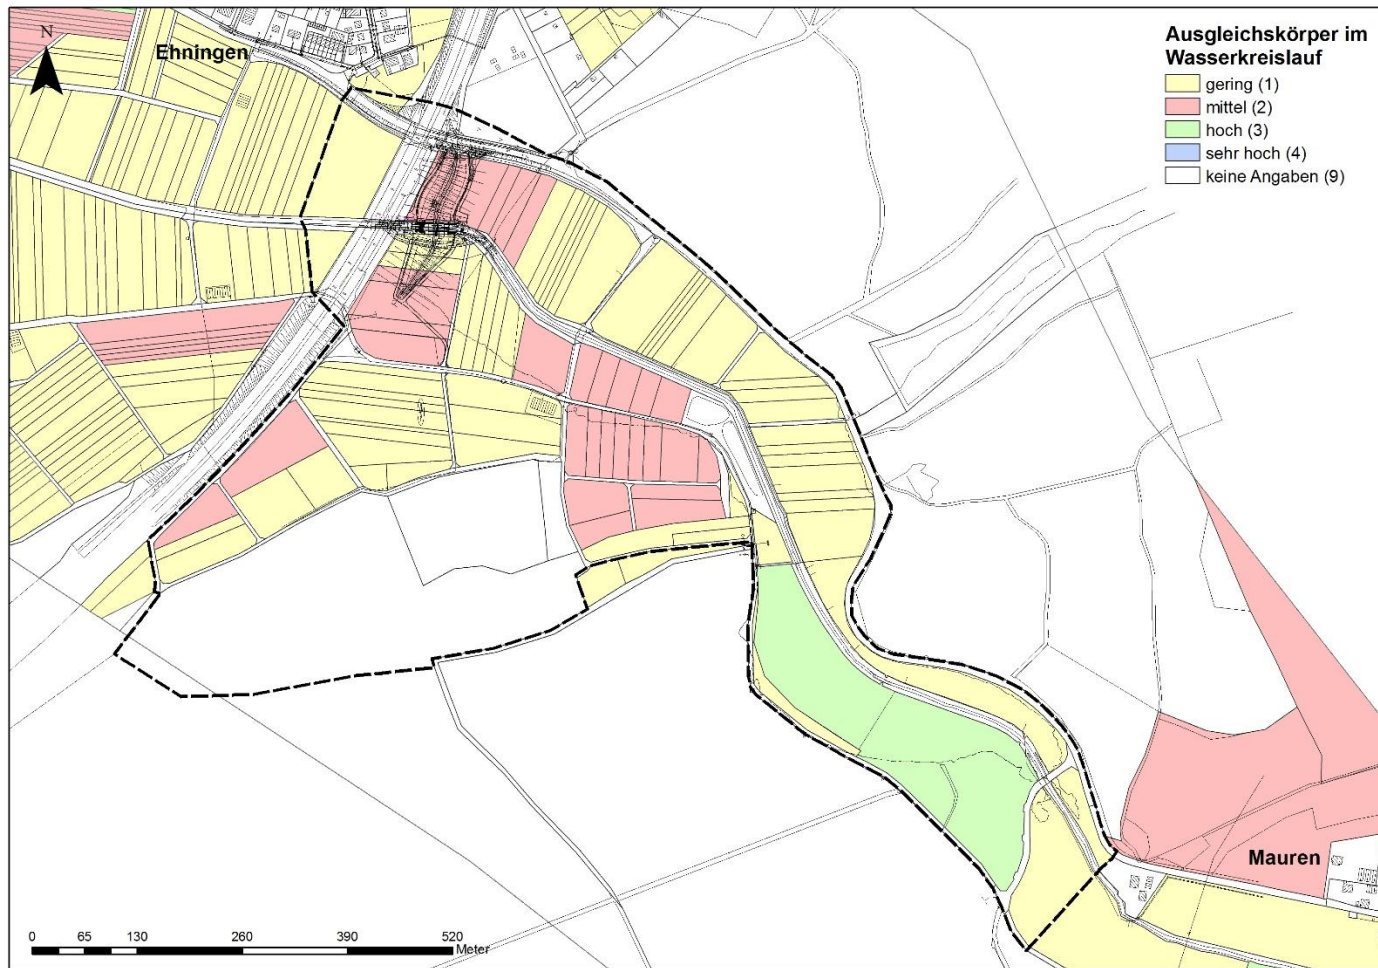 Ausgleichskörper im
Wasserkreislauf
gering (1)
mittel (2)
hoch (3)
sehr hoch (4)
keine Angaben (9)
N
Ehningen
Mauren
0 65 130 260 390 520
Meter